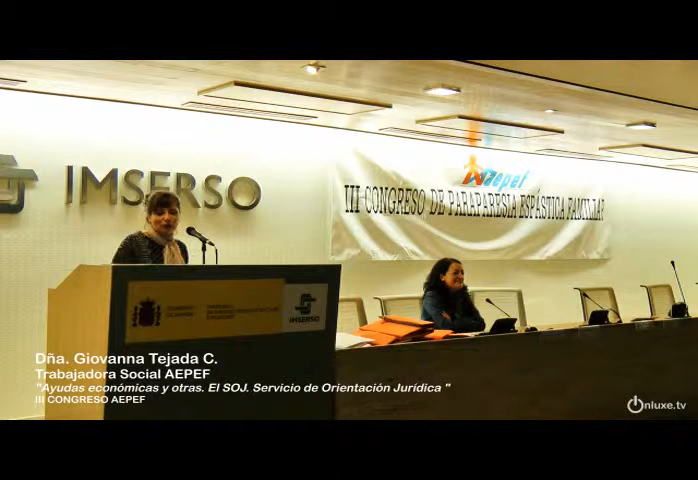 IMSERSO
aepef
III CONGRESO DE PARAPARESIA ESPÁSTICA FAMILIAR
IMSERSO
Dña. Giovanna Tejada C.
Trabajadora Social AEPEF
"Ayudas económicas y otras. El SOJ. Servicio de Orientación Jurídica "
III CONGRESO AEPEF
nluxe.tv